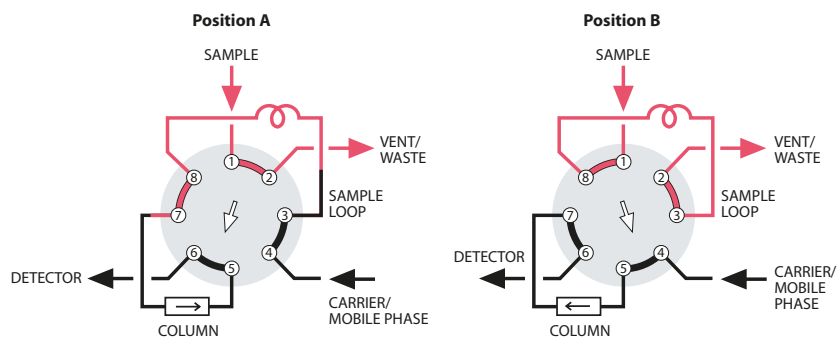 Position A
SAMPLE
VENT/
WASTE
1
2
8
SAMPLE
LOOP
7
3
6
4
5
DETECTOR
CARRIER/
MOBILE PHASE
COLUMN
Position B
SAMPLE
VENT/
WASTE
1
2
8
SAMPLE
LOOP
7
3
6
4
5
DETECTOR
CARRIER/
MOBILE
PHASE
COLUMN